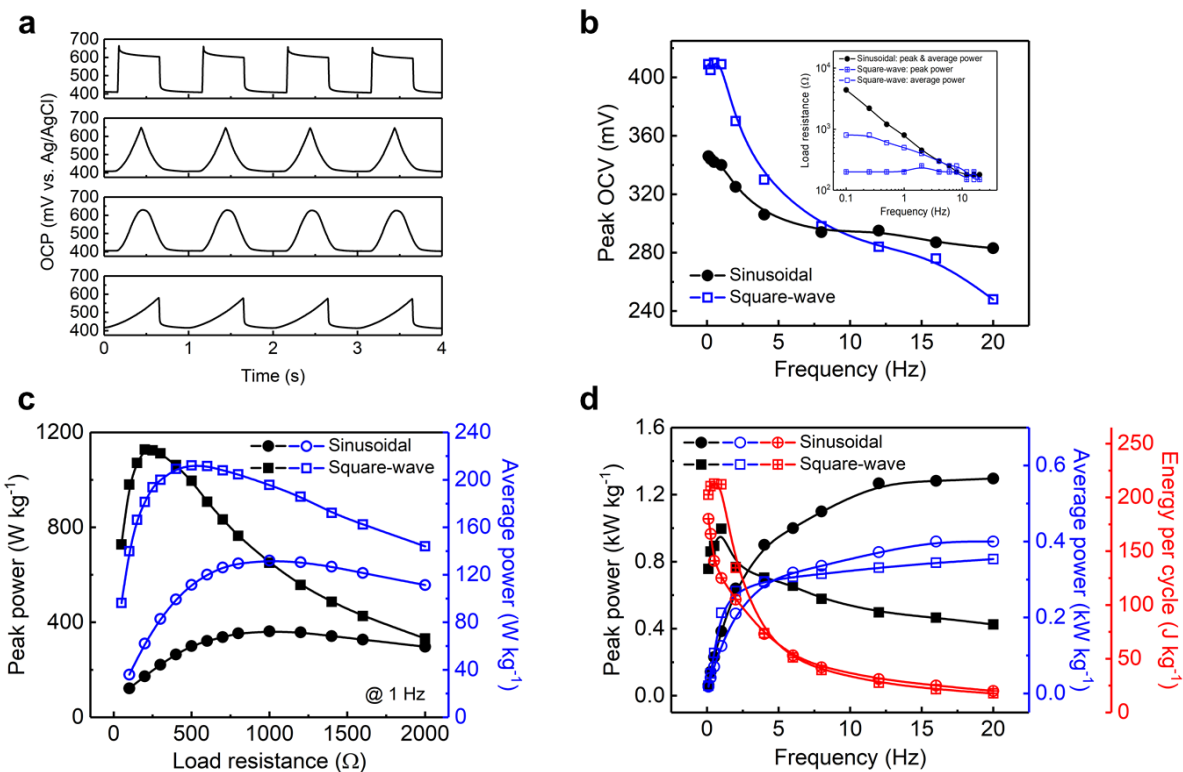 a
700
600
500
400
700
600
500
400
700
600
500
400
700
600
500
400
OCP (mV vs. Ag/AgCl)
0 1 2 3 4
Time (s)
b
400
360
320
280
240
Peak OCV (mV)
0 5 10 15 20
Frequency (Hz)
Sinusoidal
Square-wave
Sinusoidal: peak & average power
Square-wave: peak power
Square-wave: average power
10⁴
10³
10²
Load resistance (Ω)
0.1 1 10
Frequency (Hz)
c
1200
800
400
0
Peak power (W kg⁻¹)
Sinusoidal
Square-wave
@ 1 Hz
240
200
160
120
80
40
0
Average power (W kg⁻¹)
0 500 1000 1500 2000
Load resistance (Ω)
d
1.6
1.2
0.8
0.4
0.0
Peak power (kW kg⁻¹)
Sinusoidal
Square-wave
0.6
0.4
0.2
0.0
Average power (kW kg⁻¹)
250
200
150
100
50
0
Energy per cycle (J kg⁻¹)
0 5 10 15 20
Frequency (Hz)